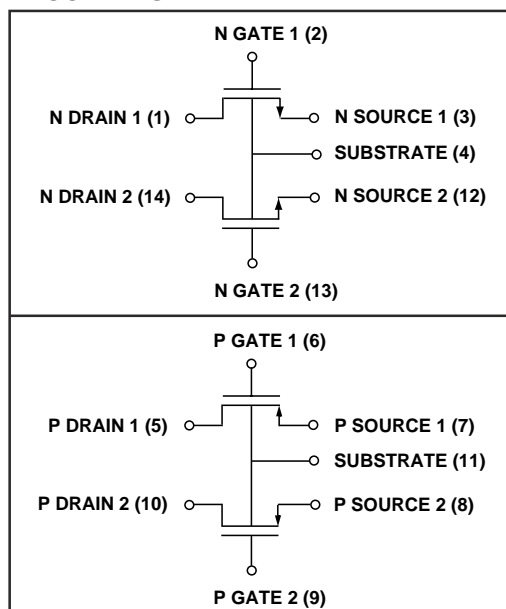 N GATE 1 (2)
N DRAIN 1 (1)
N SOURCE 1 (3)
SUBSTRATE (4)
N DRAIN 2 (14)
N SOURCE 2 (12)
N GATE 2 (13)
P GATE 1 (6)
P DRAIN 1 (5)
P SOURCE 1 (7)
SUBSTRATE (11)
P DRAIN 2 (10)
P SOURCE 2 (8)
P GATE 2 (9)